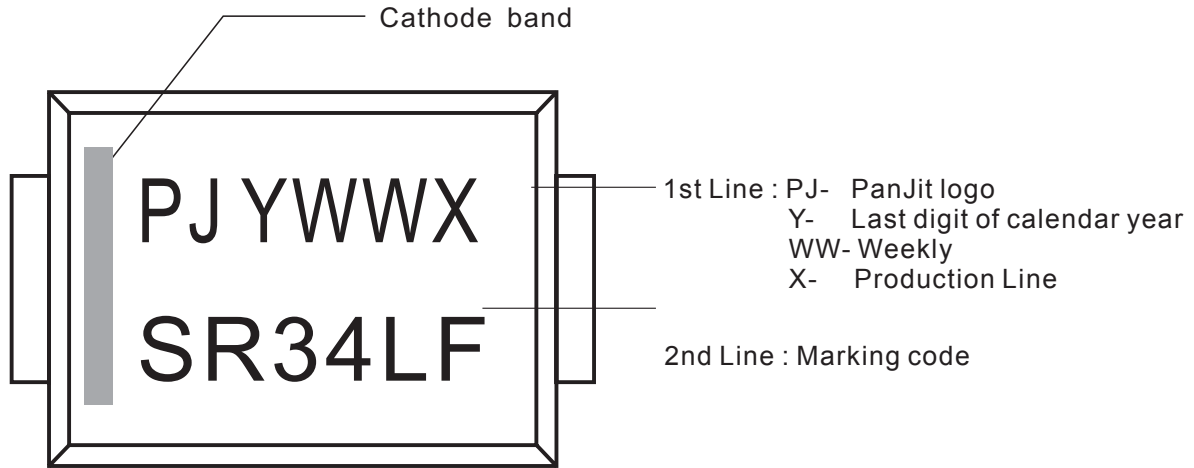 Cathode band
PJ YWWX
1st Line : PJ- PanJit logo
Y- Last digit of calendar year
WW- Weekly
X- Production Line
SR34LF
2nd Line : Marking code